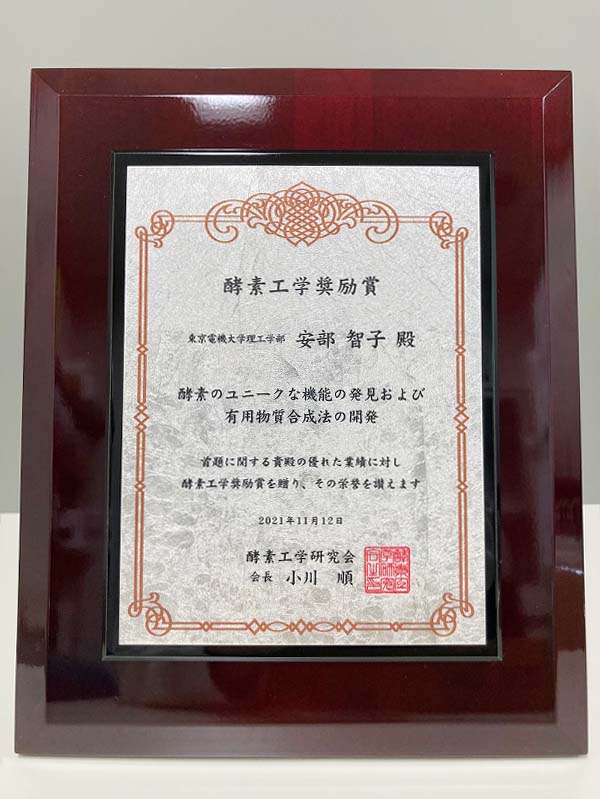 酵素工学奨励賞
東京電機大学理工学部 安部 智子 殿
酵素のユニークな機能の発見および
有用物質合成法の開発
首題に関する貴殿の優れた業績に対し
酵素工学奨励賞を贈り、その栄誉を讃えます
2021年11月12日
酵素工学研究会
会長 小川 順